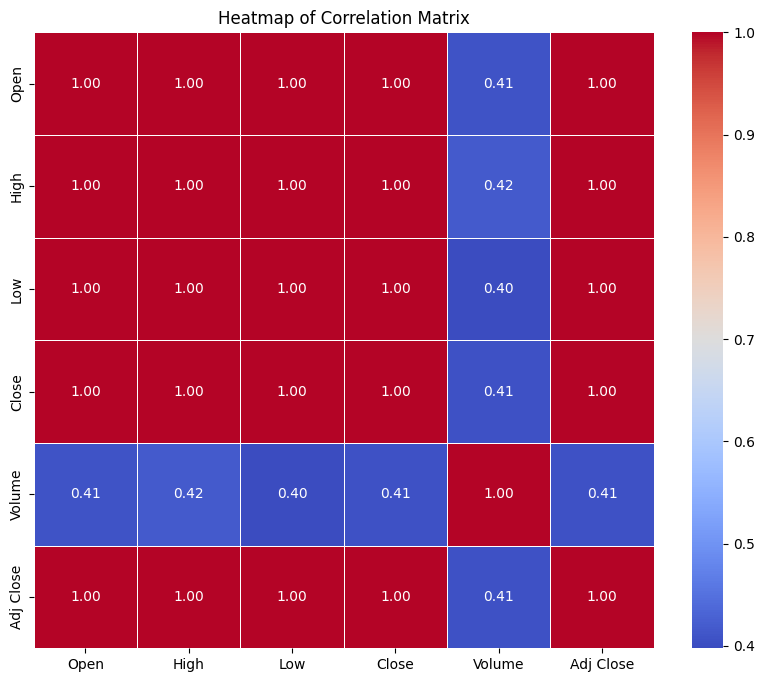 Heatmap of Correlation Matrix
Open 1.00 1.00 1.00 1.00 0.41 1.00
High 1.00 1.00 1.00 1.00 0.42 1.00
Low 1.00 1.00 1.00 1.00 0.40 1.00
Close 1.00 1.00 1.00 1.00 0.41 1.00
Volume 0.41 0.42 0.40 0.41 1.00 0.41
Adj Close 1.00 1.00 1.00 1.00 0.41 1.00
Open High Low Close Volume Adj Close
1.0
0.9
0.8
0.7
0.6
0.5
0.4